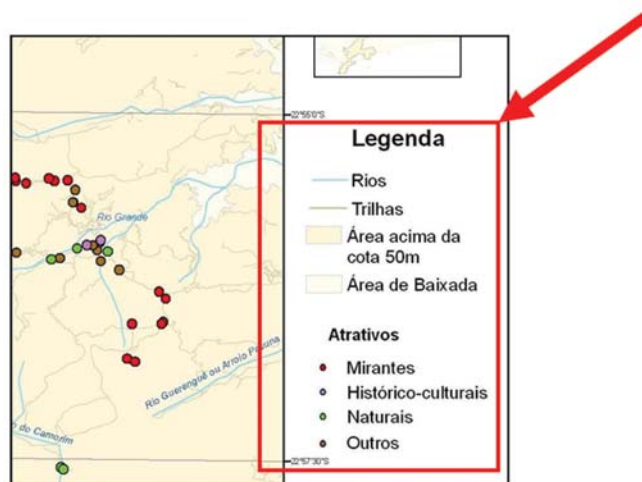 22°55'0"S
Legenda
Rios
Trilhas
Área acima da
cota 50m
Área de Baixada
Atrativos
Mirantes
Histórico-culturais
Naturais
Outros
Rio Grande
Rio Guerenguê ou Arroio Pavuna
do Camorim
22°57'30"S